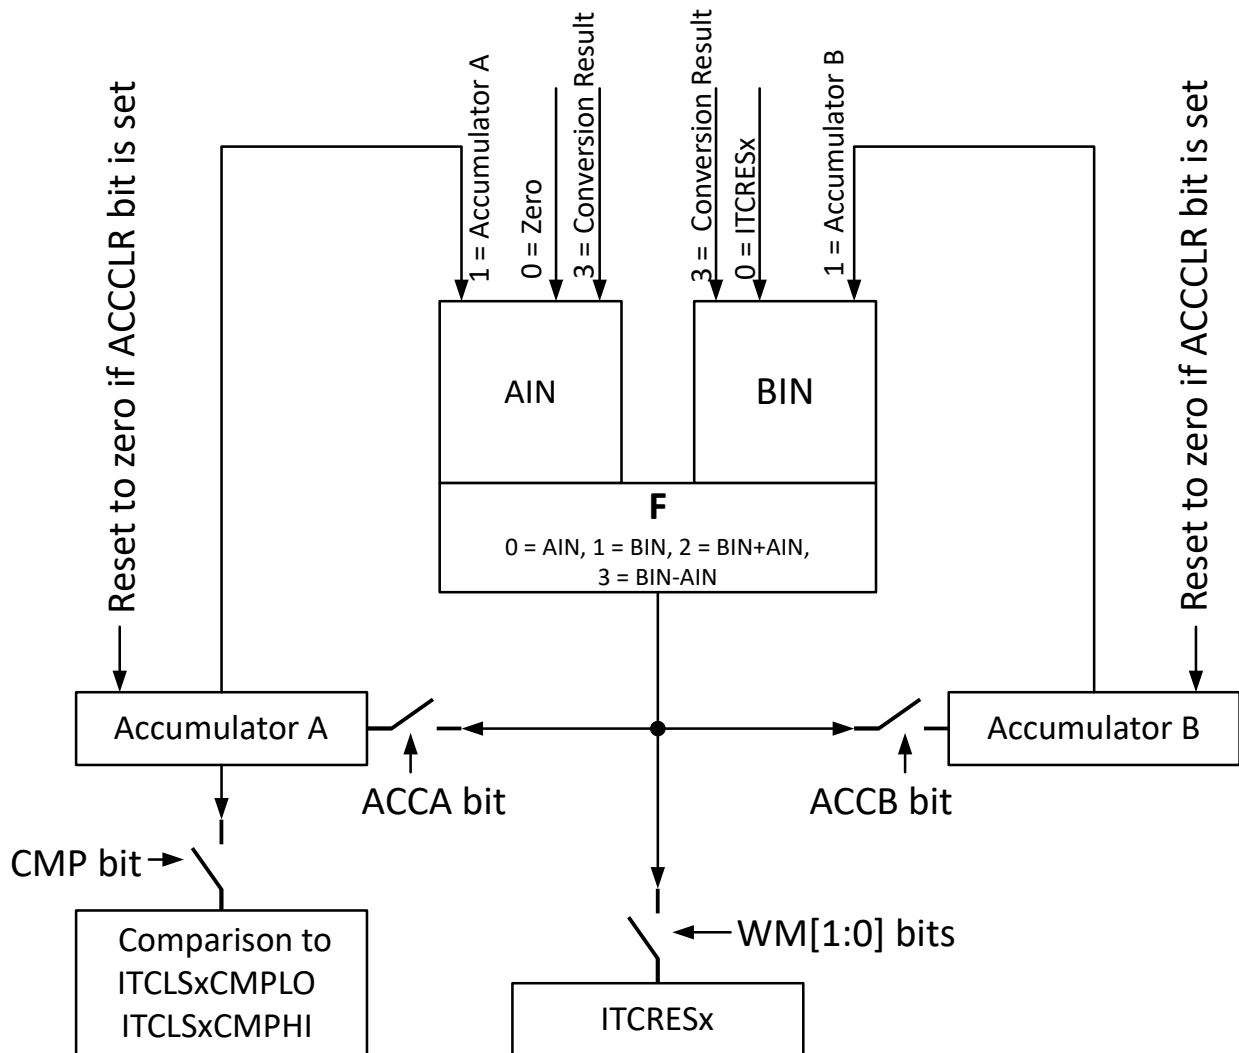 Reset to zero if ACCCLR bit is set
1 = Accumulator A
0 = Zero
3 = Conversion Result
3 = Conversion Result
0 = ITCRESx
1 = Accumulator B
Reset to zero if ACCCLR bit is set
AIN
BIN
F
0 = AIN, 1 = BIN, 2 = BIN+AIN,
3 = BIN-AIN
Accumulator A
Accumulator B
ACCA bit
ACCB bit
CMP bit
WM[1:0] bits
Comparison to
ITCLSxCMPLO
ITCLSxCMPHI
ITCRESx